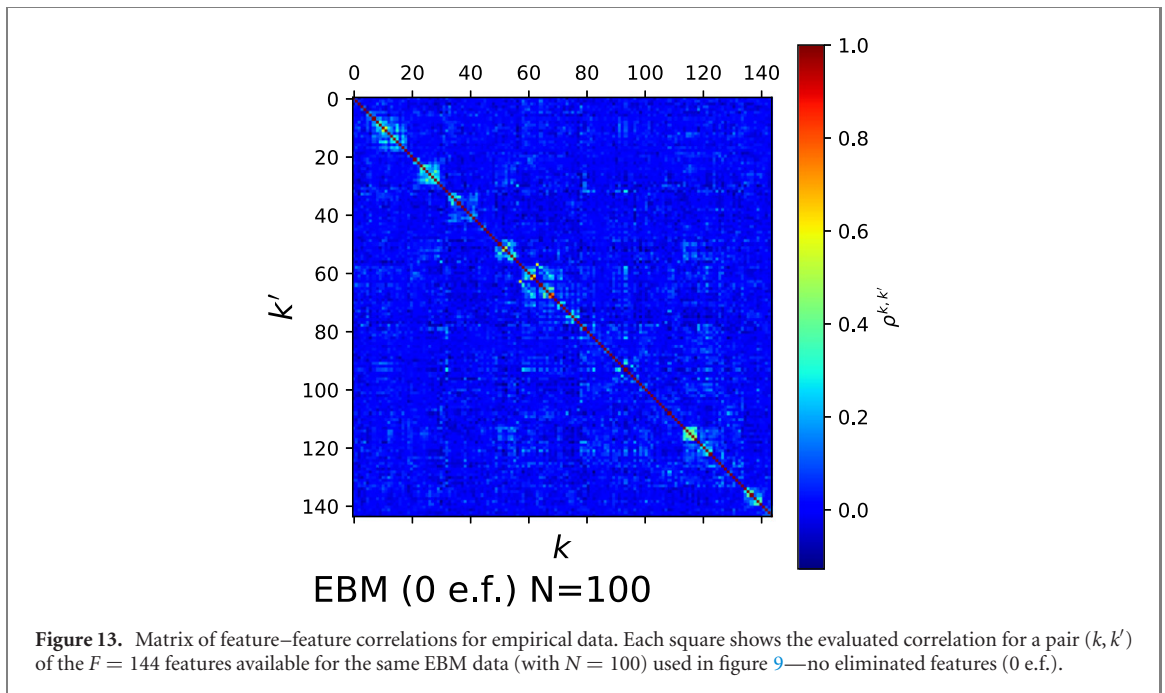 0 20 40 60 80 100 120 140
0
20
40
60
80
100
120
140
k′
k
1.0
0.8
0.6
0.4
0.2
0.0
ρ^{k,k′}
EBM (0 e.f.) N=100
Figure 13. Matrix of feature–feature correlations for empirical data. Each square shows the evaluated correlation for a pair (k, k′)
of the F = 144 features available for the same EBM data (with N = 100) used in figure 9—no eliminated features (0 e.f.).